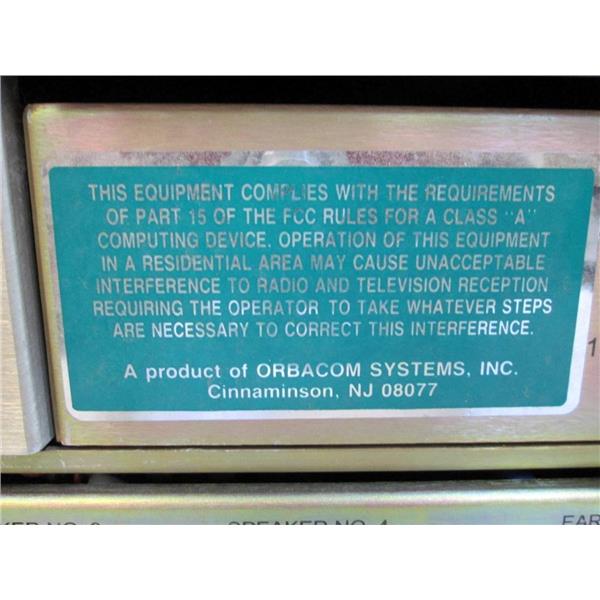 THIS EQUIPMENT COMPLIES WITH THE REQUIREMENTS
OF PART 15 OF THE FCC RULES FOR A CLASS "A"
COMPUTING DEVICE. OPERATION OF THIS EQUIPMENT
IN A RESIDENTIAL AREA MAY CAUSE UNACCEPTABLE
INTERFERENCE TO RADIO AND TELEVISION RECEPTION
REQUIRING THE OPERATOR TO TAKE WHATEVER STEPS
ARE NECESSARY TO CORRECT THIS INTERFERENCE.
A product of ORBACOM SYSTEMS, INC.
Cinnaminson, NJ 08077
1
SPEAKER NO. 4
EAR